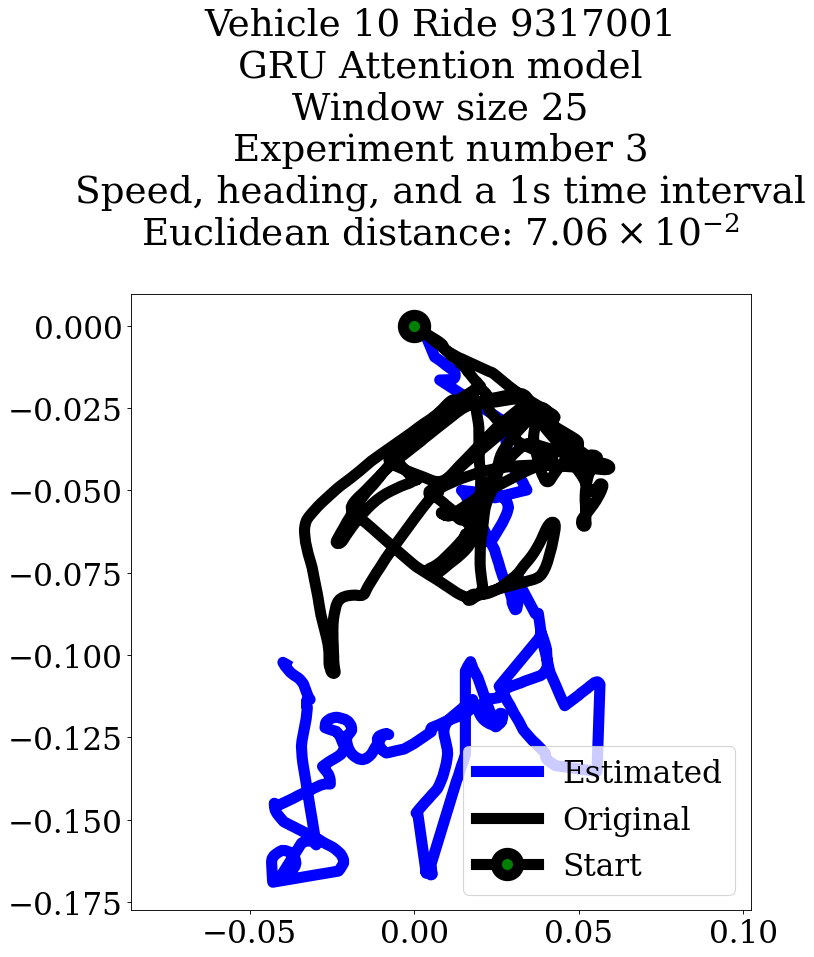 Vehicle 10 Ride 9317001
GRU Attention model
Window size 25
Experiment number 3
Speed, heading, and a 1s time interval
Euclidean distance: 7.06 × 10⁻²
0.000
−0.025
−0.050
−0.075
−0.100
−0.125
−0.150
−0.175
Estimated
Original
Start
−0.05 0.00 0.05 0.10